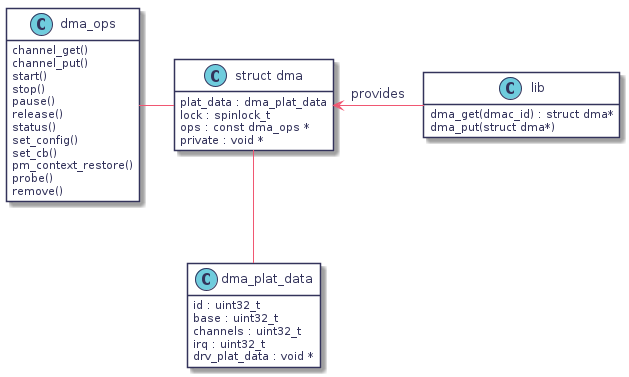 C dma_ops
channel_get()
channel_put()
start()
stop()
pause()
release()
status()
set_config()
set_cb()
pm_context_restore()
probe()
remove()
C struct dma
plat_data : dma_plat_data
lock : spinlock_t
ops : const dma_ops *
private : void *
provides
C lib
dma_get(dmac_id) : struct dma*
dma_put(struct dma*)
C dma_plat_data
id : uint32_t
base : uint32_t
channels : uint32_t
irq : uint32_t
drv_plat_data : void *